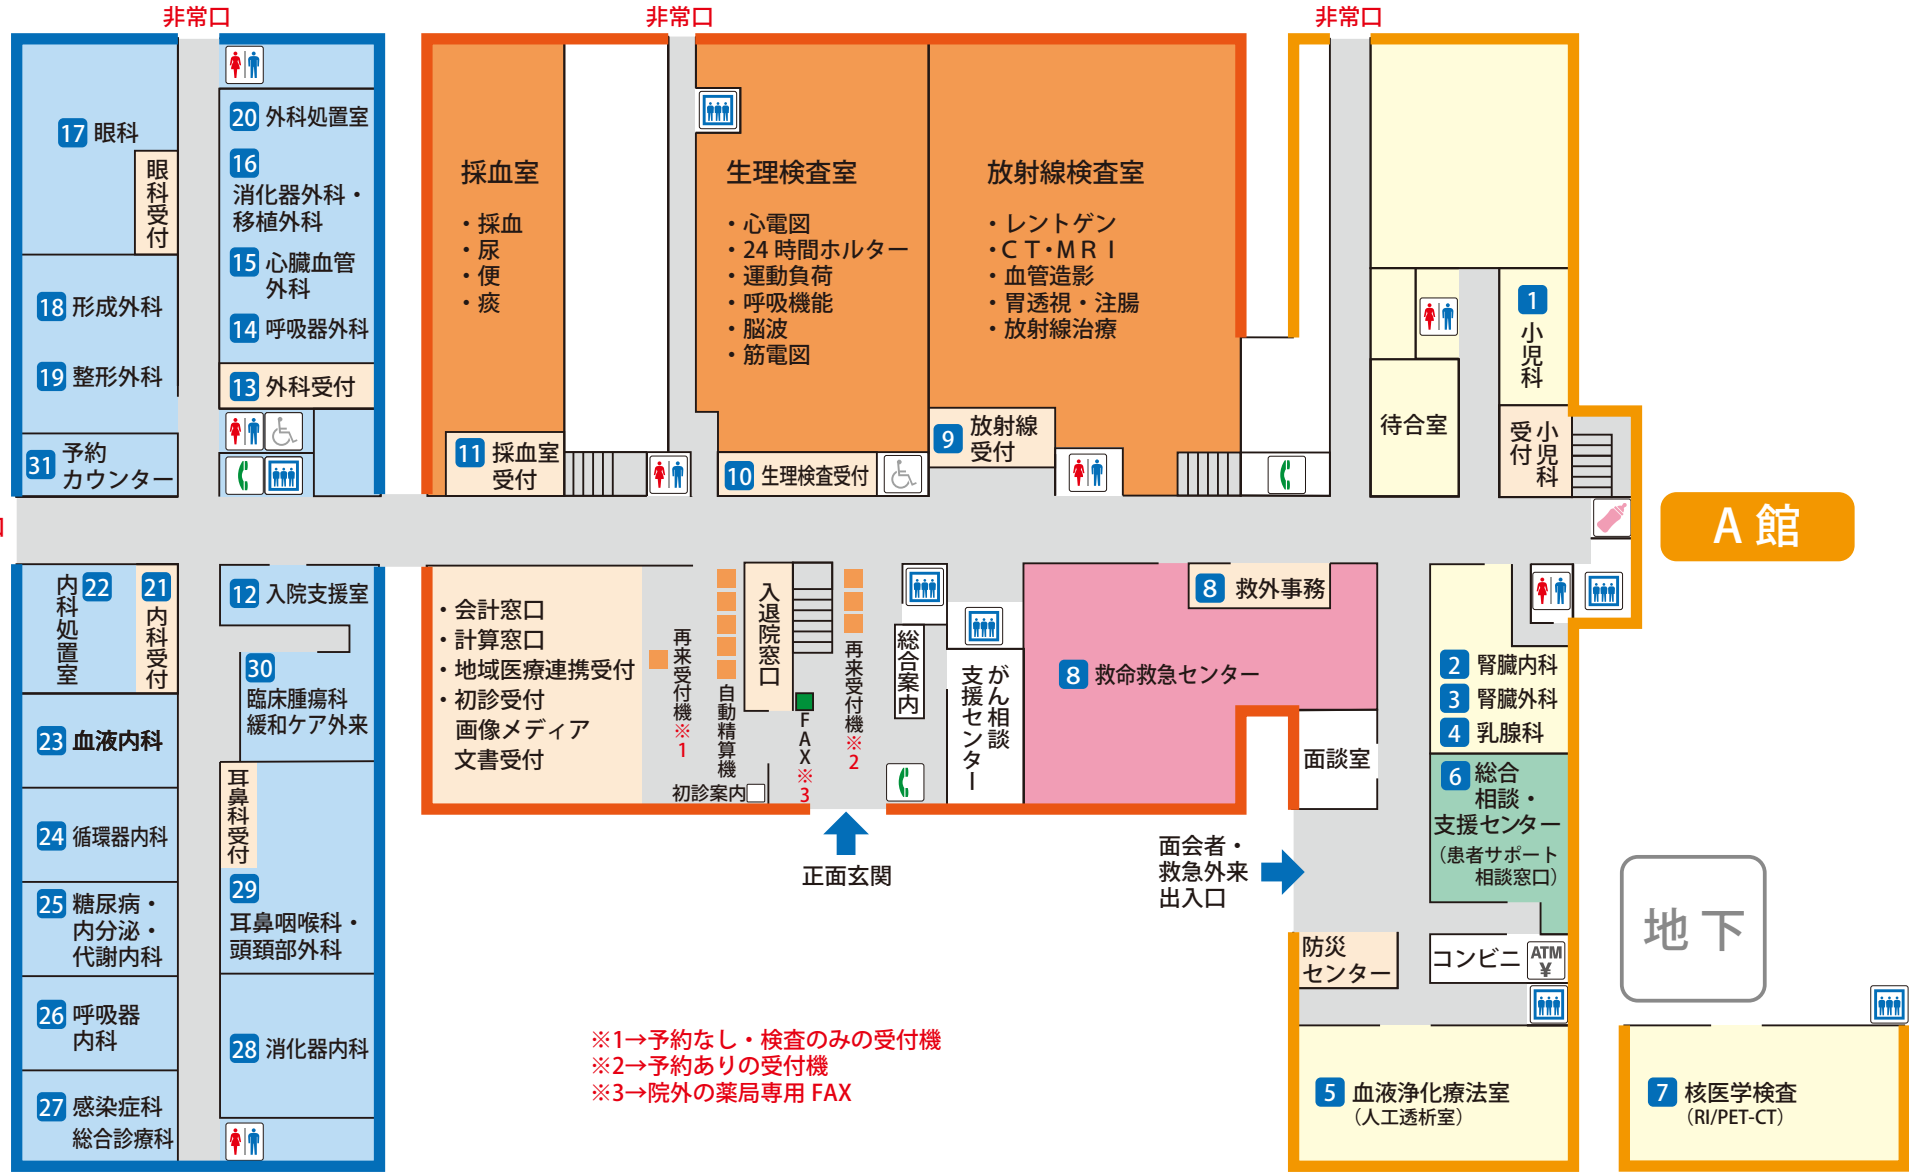 非常口
非常口
非常口
17 眼科
眼科受付
18 形成外科
19 整形外科
31 予約
カウンター
20 外科処置室
16
消化器外科・
移植外科
15 心臓血管
外科
14 呼吸器外科
13 外科受付
採血室
・採血
・尿
・便
・痰
11 採血室
受付
生理検査室
・心電図
・24時間ホルター
・運動負荷
・呼吸機能
・脳波
・筋電図
10 生理検査受付
放射線検査室
・レントゲン
・CT・MRI
・血管造影
・胃透視・注腸
・放射線治療
9 放射線
受付
待合室
1
小児科
小児科
受付
A館
口
22
内科処置室
21
内科受付
23 血液内科
24 循環器内科
25 糖尿病・
内分泌・
代謝内科
26 呼吸器
内科
27 感染症科
総合診療科
12 入院支援室
30
臨床腫瘍科
緩和ケア外来
耳鼻科受付
29
耳鼻咽喉科・
頭頚部外科
28 消化器内科
・会計窓口
・計算窓口
・地域医療連携受付
・初診受付
画像メディア
文書受付
再来受付機※1
自動精算機
初診案内
入退院窓口
FAX※3
再来受付機※2
総合案内
がん相談
支援センター
正面玄関
8 救外事務
8 救命救急センター
面談室
面会者・
救急外来
出入口
2 腎臓内科
3 腎臓外科
4 乳腺科
6 総合
相談・
支援センター
（患者サポート
相談窓口）
防災
センター
コンビニ
ATM
¥
5 血液浄化療法室
（人工透析室）
地下
7 核医学検査
（RI/PET-CT）
※1→予約なし・検査のみの受付機
※2→予約ありの受付機
※3→院外の薬局専用 FAX